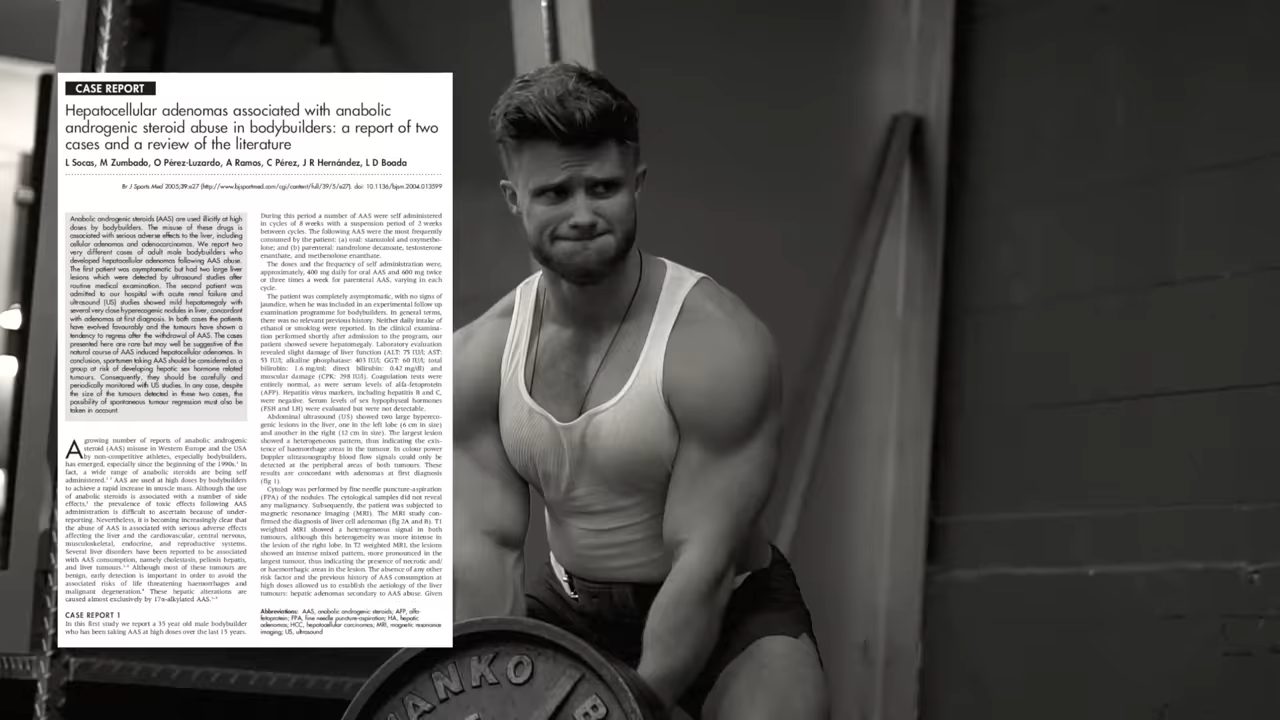 CASE REPORT
Hepatocellular adenomas associated with anabolic
androgenic steroid abuse in bodybuilders: a report of two
cases and a review of the literature
L Socas, M Zumbado, O Pérez-Luzardo, A Ramos, C Pérez, J R Hernández, L D Boada
Br J Sports Med 2005;39:e27 (http://www.bjsportmed.com/cgi/content/full/39/5/e27). doi: 10.1136/bjsm.2004.013599
Anabolic androgenic steroids (AAS) are used illicitly at high
doses by bodybuilders. The misuse of these drugs is
associated with serious adverse effects to the liver, including
cellular adenomas and adenocarcinomas. We report two
very different cases of adult male bodybuilders who
developed hepatocellular adenomas following AAS abuse.
The first patient was asymptomatic but had two large liver
lesions which were detected by ultrasound studies after
routine medical examination. The second patient was
admitted to our hospital with acute renal failure and
ultrasound (US) studies showed mild hepatomegaly with
several very close hyperecogenic nodules in liver, concordant
with adenomas at first diagnosis. In both cases the patients
have evolved favourably and the tumours have shown a
tendency to regress after the withdrawal of AAS. The cases
presented here are rare but may well be suggestive of the
natural course of AAS induced hepatocellular adenomas. In
conclusion, sportsmen taking AAS should be considered as a
group at risk of developing hepatic sex hormone related
tumours. Consequently, they should be carefully and
periodically monitored with US studies. In any case, despite
the size of the tumours detected in these two cases, the
possibility of spontaneous tumour regression must also be
taken in account.
A growing number of reports of anabolic androgenic
steroid (AAS) misuse in Western Europe and the USA
by non-competitive athletes, especially bodybuilders,
has emerged, especially since the beginning of the 1990s.
In fact, a wide range of anabolic steroids are being self
administered. AAS are used at high doses by bodybuilders
to achieve a rapid increase in muscle mass. Although the use
of anabolic steroids is associated with a number of side
effects, the prevalence of toxic effects following AAS
administration is difficult to ascertain because of under-
reporting. Nevertheless, it is becoming increasingly clear that
the abuse of AAS is associated with serious adverse effects
affecting the liver and the cardiovascular, central nervous,
musculoskeletal, endocrine, and reproductive systems.
Several liver disorders have been reported to be associated
with AAS consumption, namely cholestasis, peliosis hepatis,
and liver tumours. Although most of these tumours are
benign, early detection is important in order to avoid the
associated risks of life threatening haemorrhages and
malignant degeneration. These hepatic alterations are
caused almost exclusively by 17α-alkylated AAS.
CASE REPORT 1
In this first study we report a 35 year old male bodybuilder
who has been taking AAS at high doses over the last 15 years.
During this period a number of AAS were self administered
in cycles of 8 weeks with a suspension period of 2 weeks
between cycles. The following AAS were the most frequently
consumed by the patient: (a) oral: stanozolol and oxymetho-
lone; and (b) parenteral: nandrolone decanoate, testosterone
enanthate, and methenolone enanthate.
The doses and the frequency of self administration were,
approximately, 400 mg daily for oral AAS and 600 mg twice
or three times a week for parenteral AAS, varying in each
cycle.
The patient was completely asymptomatic, with no signs of
jaundice, when he was included in an experimental follow up
examination programme for bodybuilders. In general terms,
there was no relevant previous history. Neither daily intake of
ethanol or smoking were reported. In the clinical examina-
tion performed shortly after admission to the program, our
patient showed severe hepatomegaly. Laboratory evaluation
revealed slight damage of liver function (ALT: 75 IU/l; AST:
53 IU/l; alkaline phosphatase: 403 IU/l; GGT: 60 IU/l; total
bilirubin: 1.6 mg/ml; direct bilirubin: 0.42 mg/dl) and
muscular damage (CPK: 298 IU/l). Coagulation tests were
entirely normal, as were serum levels of alfa-fetoprotein
(AFP). Hepatitis virus markers, including hepatitis B and C,
were negative. Serum levels of sex hypophyseal hormones
(FSH and LH) were evaluated but were not detectable.
Abdominal ultrasound (US) showed two large hypereco-
genic lesions in the liver, one in the left lobe (6 cm in size)
and another in the right (12 cm in size). The largest lesion
showed a heterogeneous pattern, thus indicating the exis-
tence of haemorrhage areas in the tumour. In colour power
Doppler ultrasonography blood flow signals could only be
detected at the peripheral areas of both tumours. These
results are concordant with adenomas at first diagnosis
(fig 1).
Cytology was performed by fine needle puncture-aspiration
(FPA) of the nodules. The cytological samples did not reveal
any malignancy. Subsequently, the patient was subjected to
magnetic resonance imaging (MRI). The MRI study con-
firmed the diagnosis of liver cell adenomas (fig 2A and B). T1
weighted MRI showed a heterogeneous signal in both
tumours, although this heterogeneity was more intense in
the lesion of the right lobe. In T2 weighted MRI, the lesions
showed an intense mixed pattern, more pronounced in the
largest tumour, thus indicating the presence of necrotic and/
or haemorrhagic areas in the lesion. The absence of any other
risk factor and the previous history of AAS consumption at
high doses allowed us to establish the aetiology of the liver
tumours: hepatic adenomas secondary to AAS abuse. Given
Abbreviations: AAS, anabolic androgenic steroids; AFP, alfa-
fetoprotein; FPA, fine needle puncture-aspiration; HA, hepatic
adenomas; HCC, hepatocellular carcinomas; MRI, magnetic resonance
imaging; US, ultrasound
ANKO
B